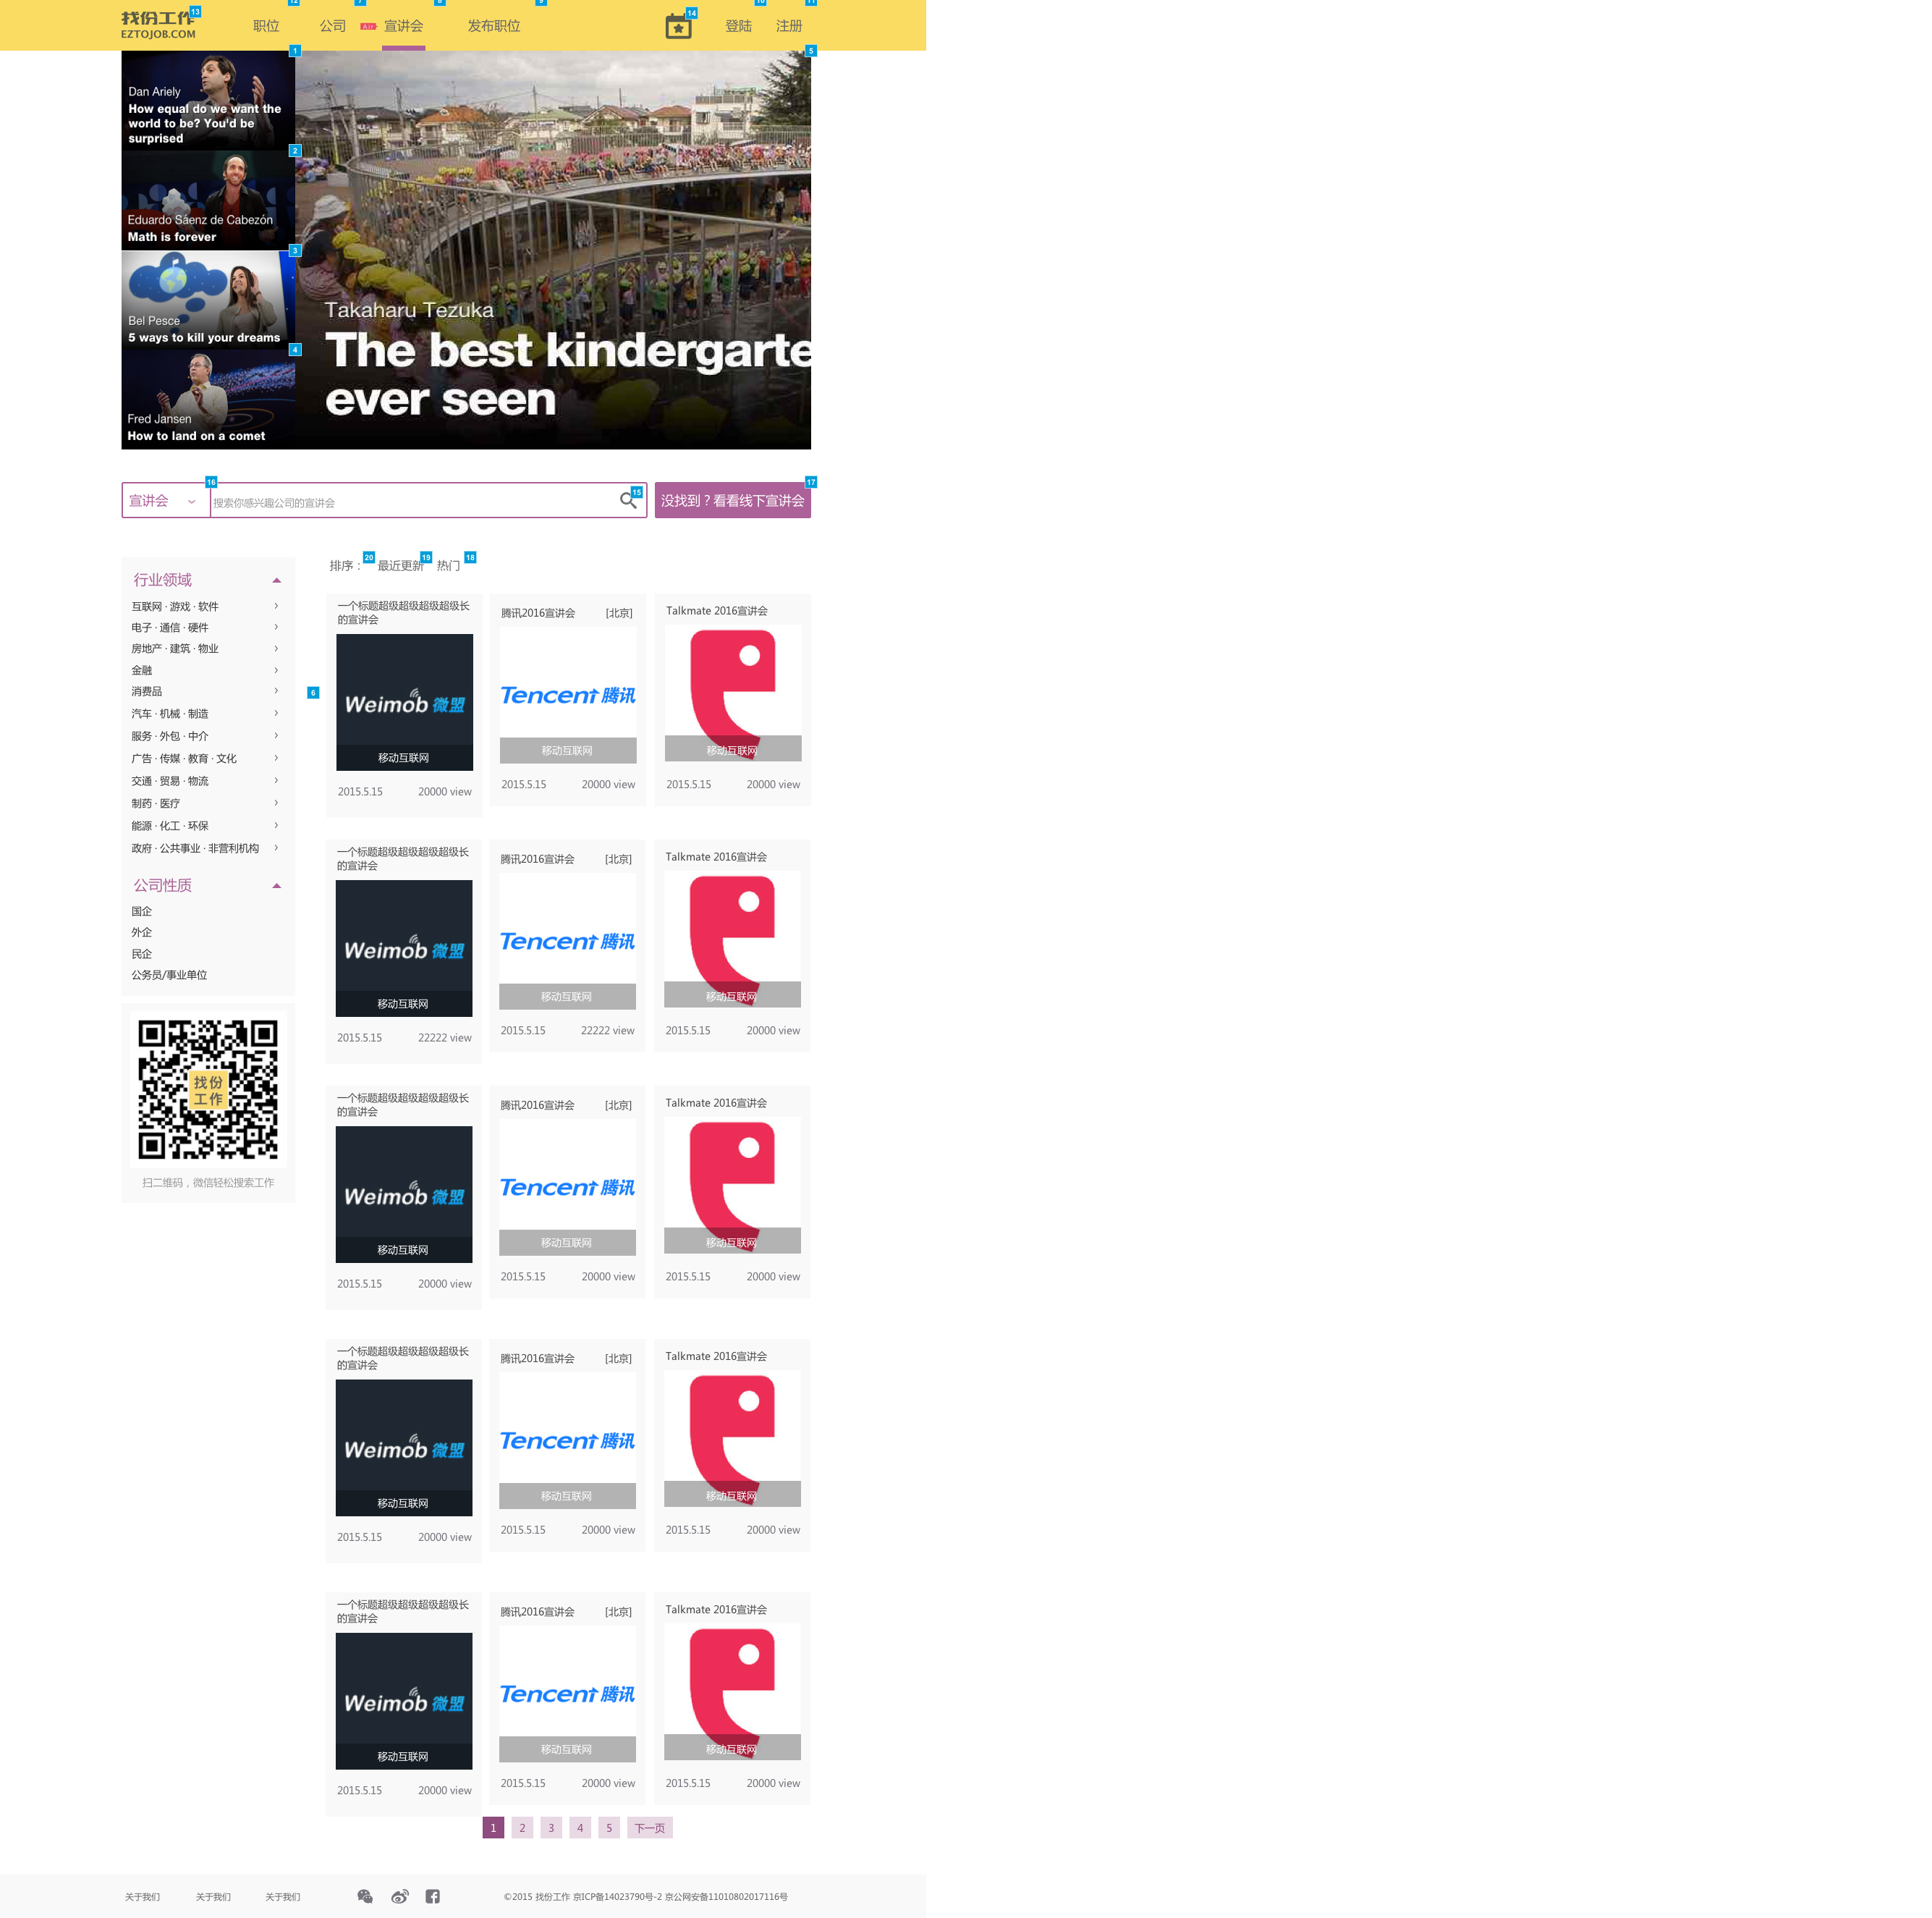 找份工作
EZTOJOB.COM
13
职位
12
公司
7
Air
宣讲会
8
发布职位
9
14
登陆
10
注册
11
1
5
Dan Ariely
How equal do we want the
world to be? You'd be
surprised
2
Eduardo Sáenz de Cabezón
Math is forever
3
Bel Pesce
5 ways to kill your dreams
4
Fred Jansen
How to land on a comet
Takaharu Tezuka
The best kindergarte
ever seen
宣讲会
16
搜索你感兴趣公司的宣讲会
15
没找到？看看线下宣讲会
17
行业领域
互联网 · 游戏 · 软件
电子 · 通信 · 硬件
房地产 · 建筑 · 物业
金融
消费品
汽车 · 机械 · 制造
服务 · 外包 · 中介
广告 · 传媒 · 教育 · 文化
交通 · 贸易 · 物流
制药 · 医疗
能源 · 化工 · 环保
政府 · 公共事业 · 非营利机构
公司性质
国企
外企
民企
公务员/事业单位
找份
工作
扫二维码，微信轻松搜索工作
6
排序：
20
最近更新
19
热门
18
一个标题超级超级超级超级长
的宣讲会
Weimob 微盟
移动互联网
2015.5.15 20000 view
腾讯2016宣讲会 [北京]
Tencent 腾讯
移动互联网
2015.5.15 20000 view
Talkmate 2016宣讲会
移动互联网
2015.5.15 20000 view
一个标题超级超级超级超级长
的宣讲会
Weimob 微盟
移动互联网
2015.5.15 22222 view
腾讯2016宣讲会 [北京]
Tencent 腾讯
移动互联网
2015.5.15 22222 view
Talkmate 2016宣讲会
移动互联网
2015.5.15 20000 view
一个标题超级超级超级超级长
的宣讲会
Weimob 微盟
移动互联网
2015.5.15 20000 view
腾讯2016宣讲会 [北京]
Tencent 腾讯
移动互联网
2015.5.15 20000 view
Talkmate 2016宣讲会
移动互联网
2015.5.15 20000 view
一个标题超级超级超级超级长
的宣讲会
Weimob 微盟
移动互联网
2015.5.15 20000 view
腾讯2016宣讲会 [北京]
Tencent 腾讯
移动互联网
2015.5.15 20000 view
Talkmate 2016宣讲会
移动互联网
2015.5.15 20000 view
一个标题超级超级超级超级长
的宣讲会
Weimob 微盟
移动互联网
2015.5.15 20000 view
腾讯2016宣讲会 [北京]
Tencent 腾讯
移动互联网
2015.5.15 20000 view
Talkmate 2016宣讲会
移动互联网
2015.5.15 20000 view
1 2 3 4 5 下一页
关于我们 关于我们 关于我们
©2015 找份工作 京ICP备14023790号-2 京公网安备11010802017116号